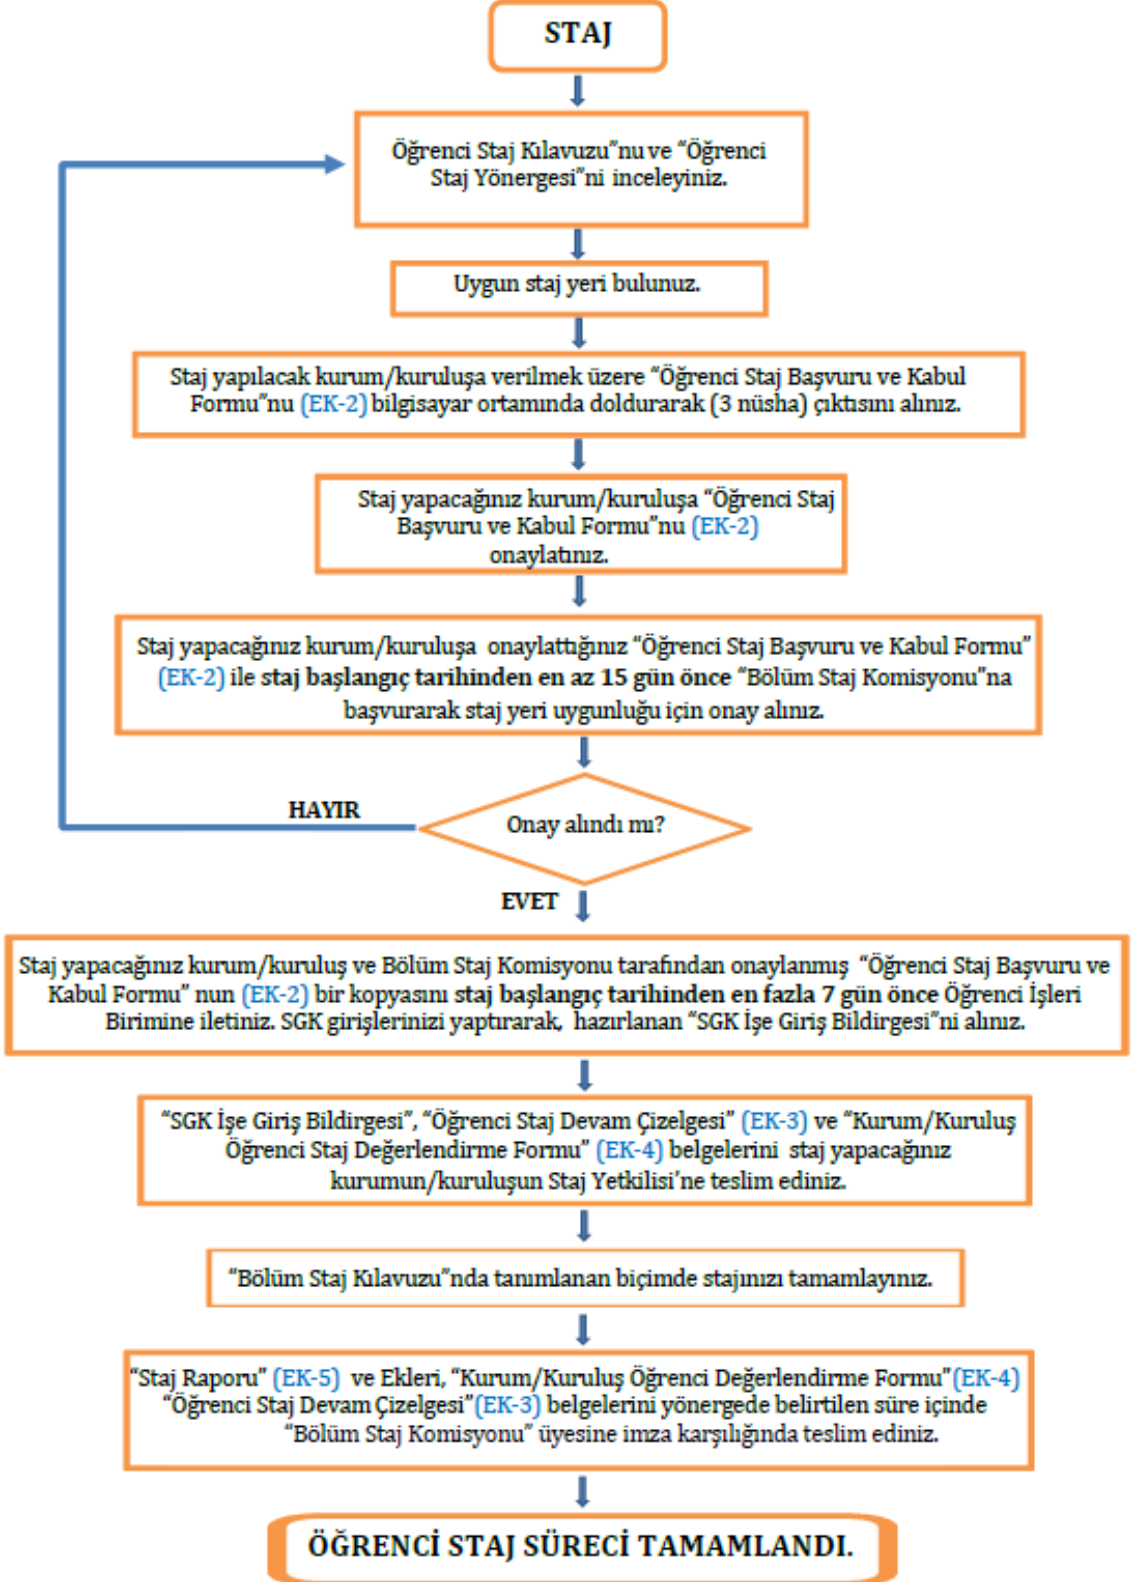 STAJ
Öğrenci Staj Kılavuzu”nu ve “Öğrenci
Staj Yönergesi”ni inceleyiniz.
Uygun staj yeri bulunuz.
Staj yapılacak kurum/kuruluşa verilmek üzere “Öğrenci Staj Başvuru ve Kabul
Formu”nu (EK-2) bilgisayar ortamında doldurarak (3 nüsha) çıktısını alınız.
Staj yapacağınız kurum/kuruluşa “Öğrenci Staj
Başvuru ve Kabul Formu”nu (EK-2)
onaylatınız.
Staj yapacağınız kurum/kuruluşa onaylattığınız “Öğrenci Staj Başvuru ve Kabul Formu”
(EK-2) ile staj başlangıç tarihinden en az 15 gün önce “Bölüm Staj Komisyonu”na
başvurarak staj yeri uygunluğu için onay alınız.
HAYIR
Onay alındı mı?
EVET
Staj yapacağınız kurum/kuruluş ve Bölüm Staj Komisyonu tarafından onaylanmış “Öğrenci Staj Başvuru ve
Kabul Formu” nun (EK-2) bir kopyasını staj başlangıç tarihinden en fazla 7 gün önce Öğrenci İşleri
Birimine iletiniz. SGK girişlerinizi yaptırarak, hazırlanan “SGK İşe Giriş Bildirgesi”ni alınız.
“SGK İşe Giriş Bildirgesi”, “Öğrenci Staj Devam Çizelgesi” (EK-3) ve “Kurum/Kuruluş
Öğrenci Staj Değerlendirme Formu” (EK-4) belgelerini staj yapacağınız
kurumun/kuruluşun Staj Yetkilisi’ne teslim ediniz.
“Bölüm Staj Kılavuzu”nda tanımlanan biçimde stajınızı tamamlayınız.
“Staj Raporu” (EK-5) ve Ekleri, “Kurum/Kuruluş Öğrenci Değerlendirme Formu”(EK-4)
“Öğrenci Staj Devam Çizelgesi”(EK-3) belgelerini yönergede belirtilen süre içinde
“Bölüm Staj Komisyonu” üyesine imza karşılığında teslim ediniz.
ÖĞRENCİ STAJ SÜRECİ TAMAMLANDI.